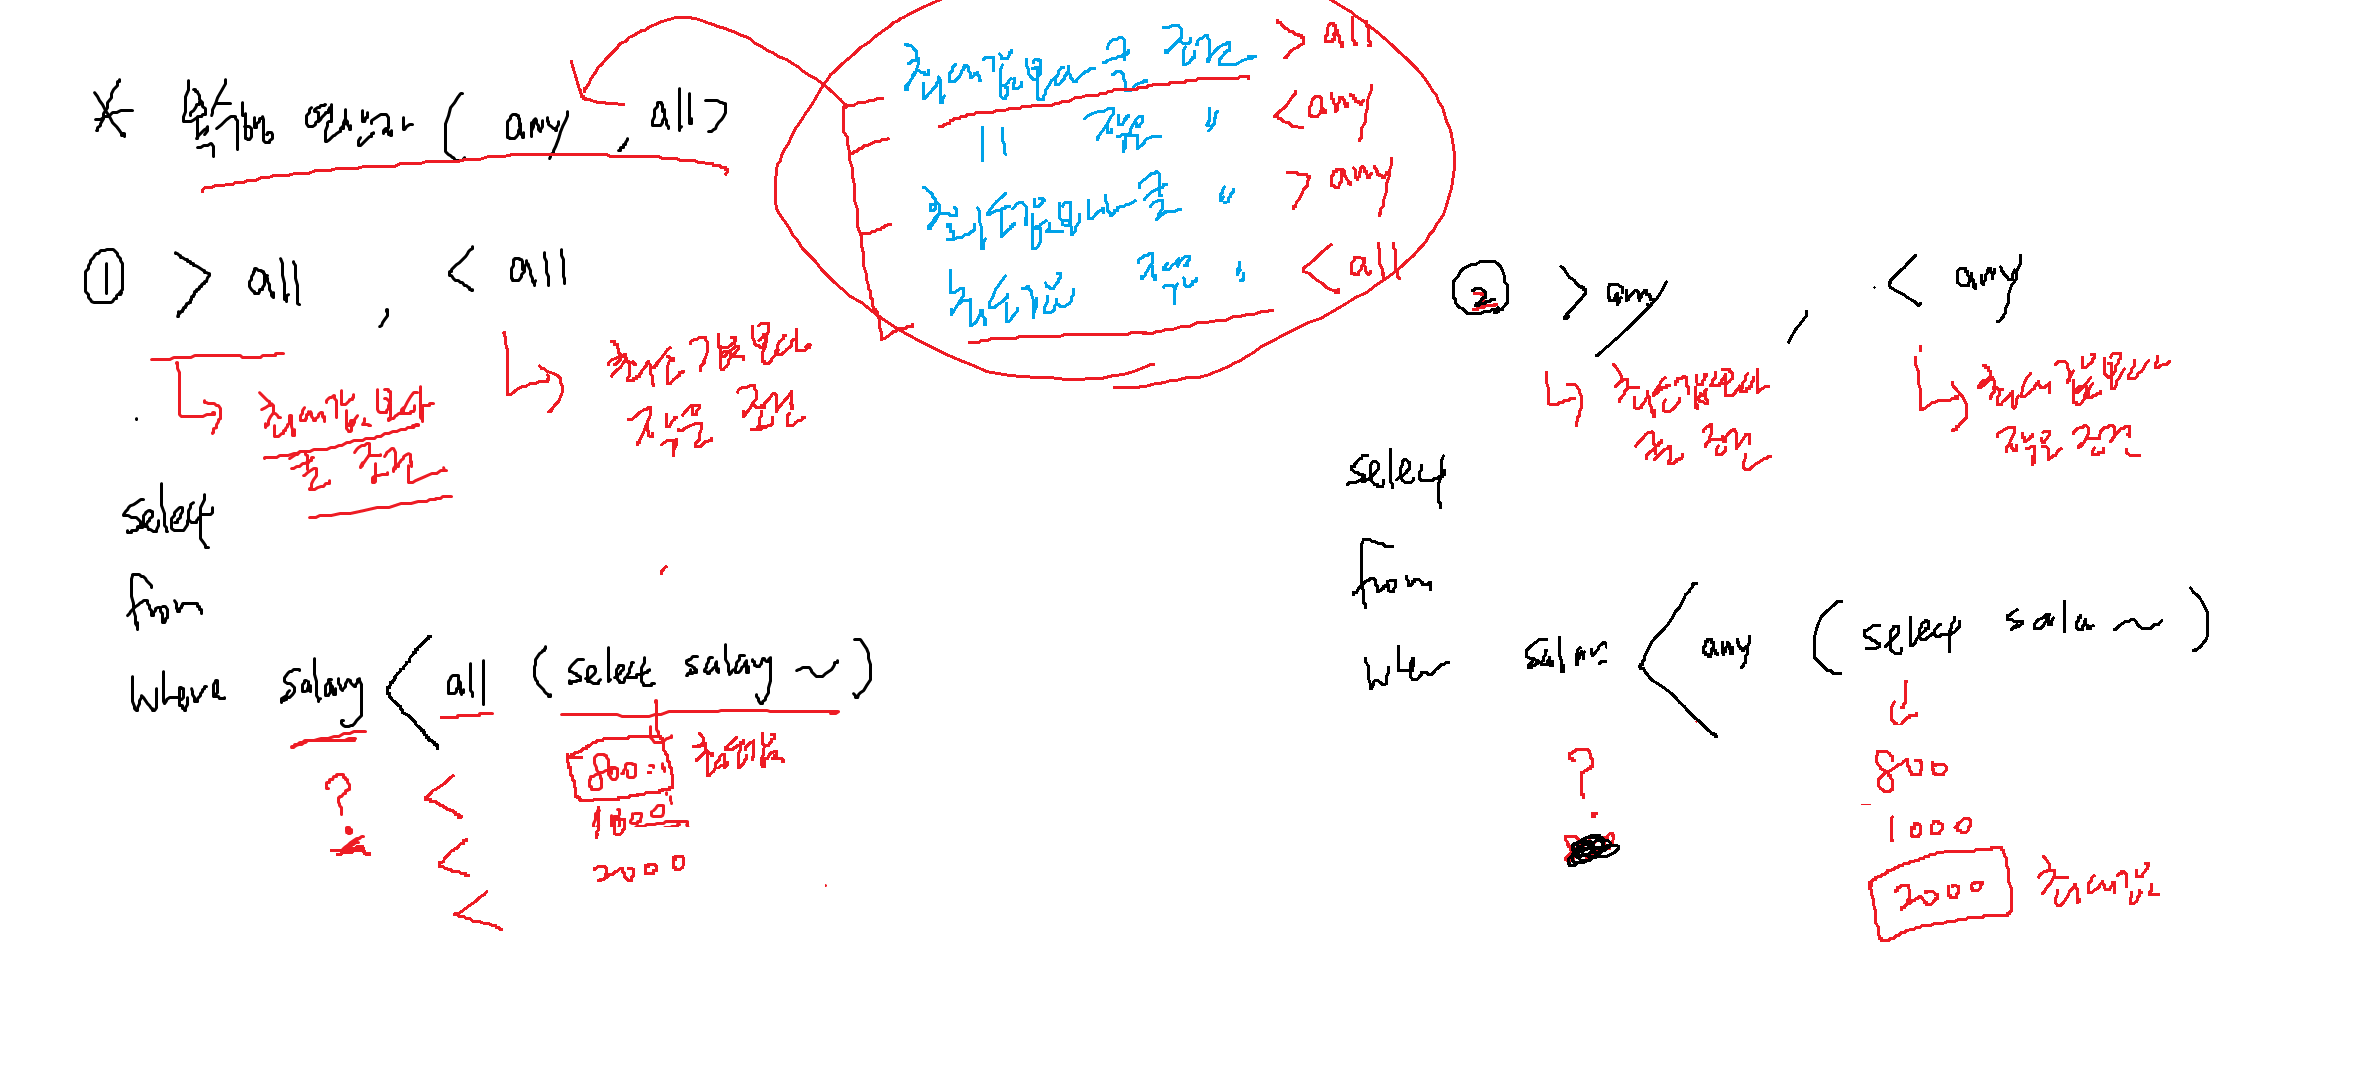 * 복수행 연산자 ( any , all )
최대값보다 큰 조건 > all
〃 작은 〃 < any
최소값보다 큰 〃 > any
최소값 작은 〃 < all
① > all , < all
최대값보다
큰 조건
최소값보다
작은 조건
select
from
where salary < all ( select salary ~ )
? < 800 최소값
< 1800
< 2000
② > any , < any
최소값보다
큰 조건
최대값보다
작은 조건
select
from
wher salar < any ( select sala ~ )
? 800
1000
2000 최대값